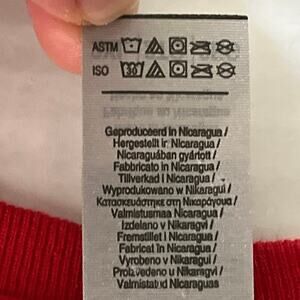 ASTM
ISO 30
Geproduceerd in Nicaragua /
Hergestellt in Nicaragua /
Nicaraguában gyártott /
Fabbricato in Nicaragua /
Tillverkad i Nicaragua /
Wyprodukowano w Nikaragui /
Κατασκευάστηκε στη Νικαράγουα /
Valmistusmaa Nicaragua /
Izdelano v Nikaragvi /
Fremstillet i Nicaragua /
Fabricat în Nicaragua /
Vyrobeno v Nikaragui /
Proizvedeno u Nikaragvi /
Valmistatud Nicaraguas